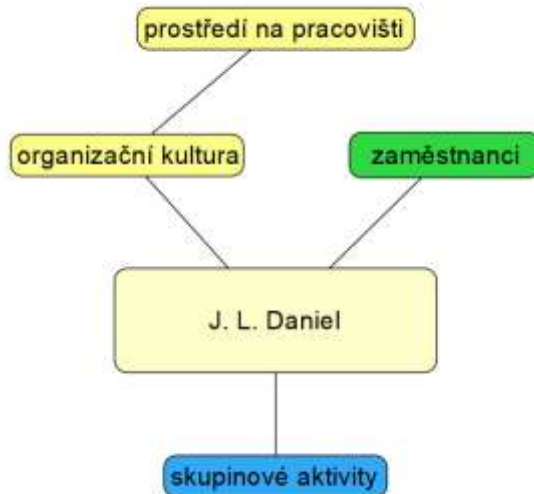 prostředí na pracovišti
organizační kultura
zaměstnanci
J. L. Daniel
skupinové aktivity